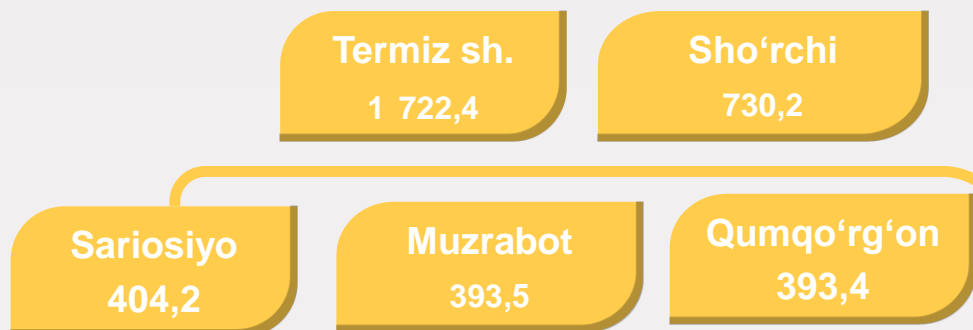 Termiz sh.
1 722,4
Sho‘rchi
730,2
Sariosiyo
404,2
Muzrabot
393,5
Qumqo‘rg‘on
393,4